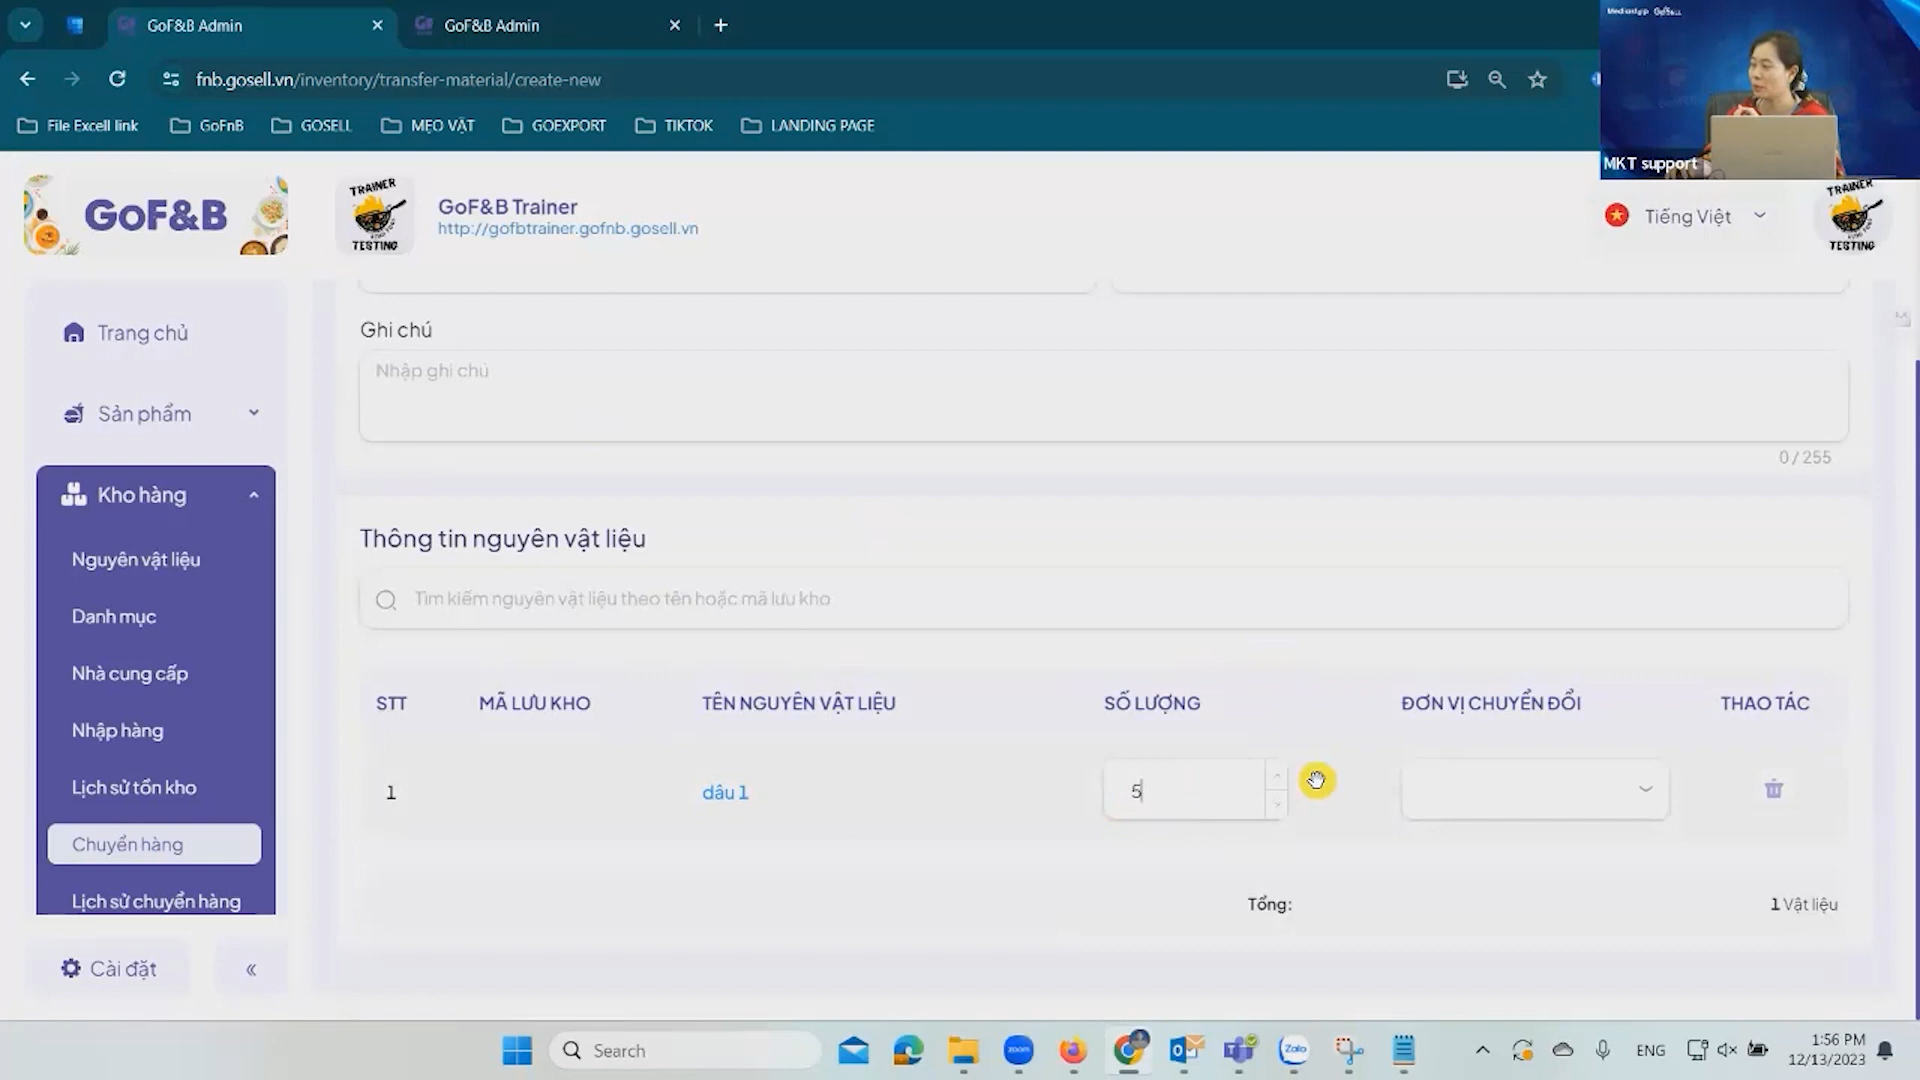 GoF&B Admin
GoF&B Admin
fnb.gosell.vn/inventory/transfer-material/create-new
File Excell link
GoFnB
GOSELL
MẸO VẶT
GOEXPORT
TIKTOK
LANDING PAGE
MKT support
GoF&B
TRAINER
TESTING
GoF&B Trainer
http://gofbtrainer.gofnb.gosell.vn
Tiếng Việt
TRAINER
TESTING
Trang chủ
Sản phẩm
Kho hàng
Nguyên vật liệu
Danh mục
Nhà cung cấp
Nhập hàng
Lịch sử tồn kho
Chuyển hàng
Lịch sử chuyển hàng
Cài đặt
Ghi chú
Nhập ghi chú
0 / 255
Thông tin nguyên vật liệu
Tìm kiếm nguyên vật liệu theo tên hoặc mã lưu kho
STT MÃ LƯU KHO TÊN NGUYÊN VẬT LIỆU SỐ LƯỢNG ĐƠN VỊ CHUYỂN ĐỔI THAO TÁC
1 dâu 1 5
Tổng: 1 Vật liệu
Search
zoom
Zalo
ENG
1:56 PM
12/13/2023